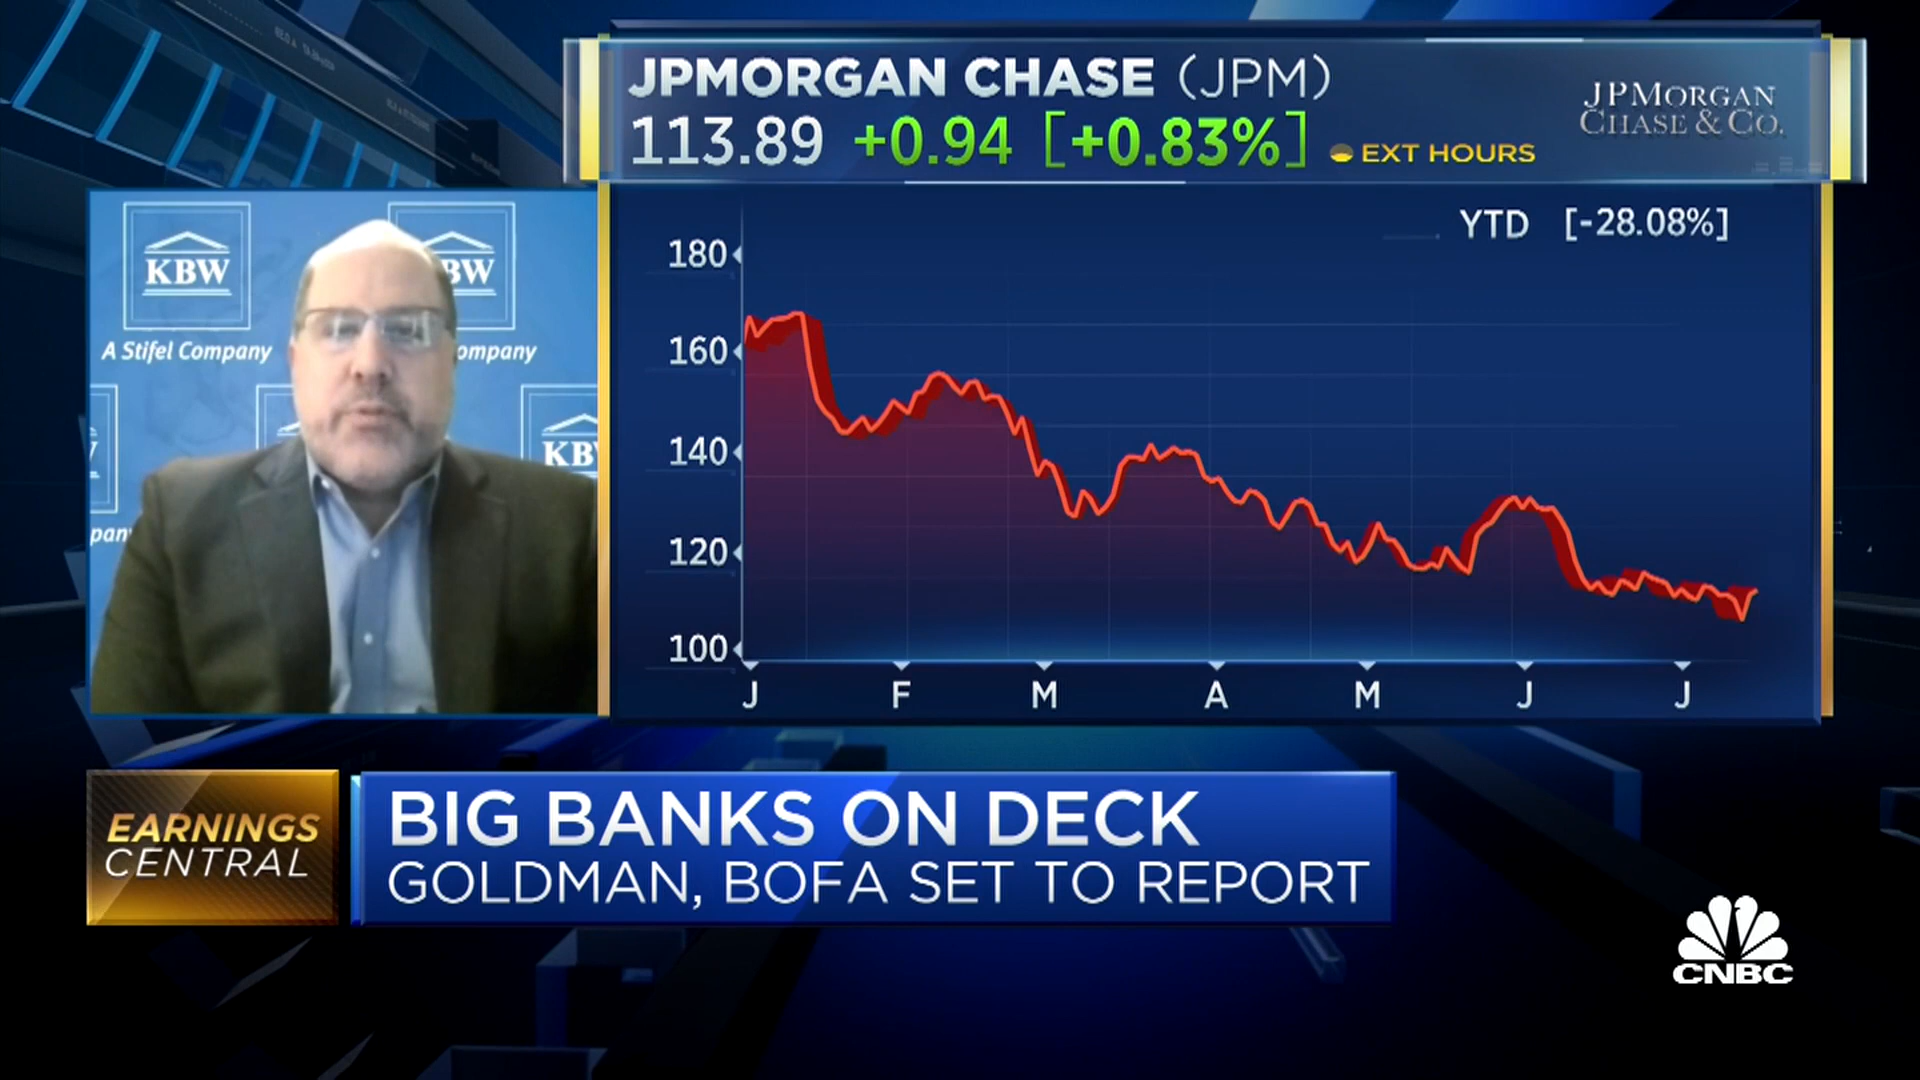 JPMORGAN CHASE (JPM)
113.89 +0.94 [+0.83%] EXT HOURS
JPMORGAN
CHASE & CO.
YTD [-28.08%]
180
160
140
120
100
J F M A M J J
KBW
A Stifel Company
BW
ompany
KBW
pany
EARNINGS
CENTRAL
BIG BANKS ON DECK
GOLDMAN, BOFA SET TO REPORT
CNBC